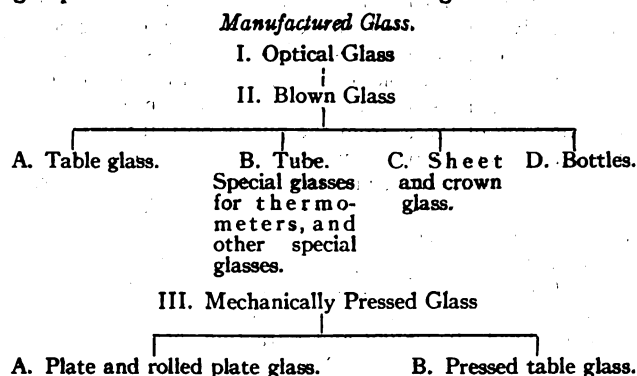 Manufactured Glass.
I. Optical Glass
II. Blown Glass
A. Table glass.
B. Tube.
Special glasses
for thermo-
meters, and
other special
glasses.
C. Sheet
and crown
glass.
D. Bottles.
III. Mechanically Pressed Glass
A. Plate and rolled plate glass.
B. Pressed table glass.